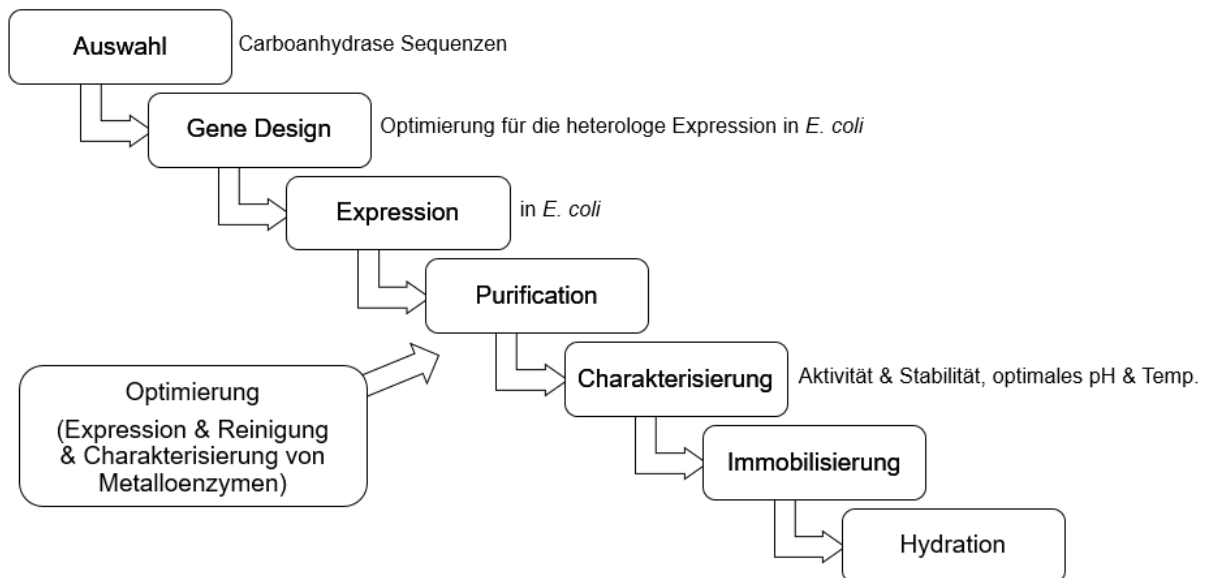 Auswahl
Carboanhydrase Sequenzen
Gene Design
Optimierung für die heterologe Expression in E. coli
Expression
in E. coli
Purification
Charakterisierung
Aktivität & Stabilität, optimales pH & Temp.
Optimierung
(Expression & Reinigung
& Charakterisierung von
Metalloenzymen)
Immobilisierung
Hydration